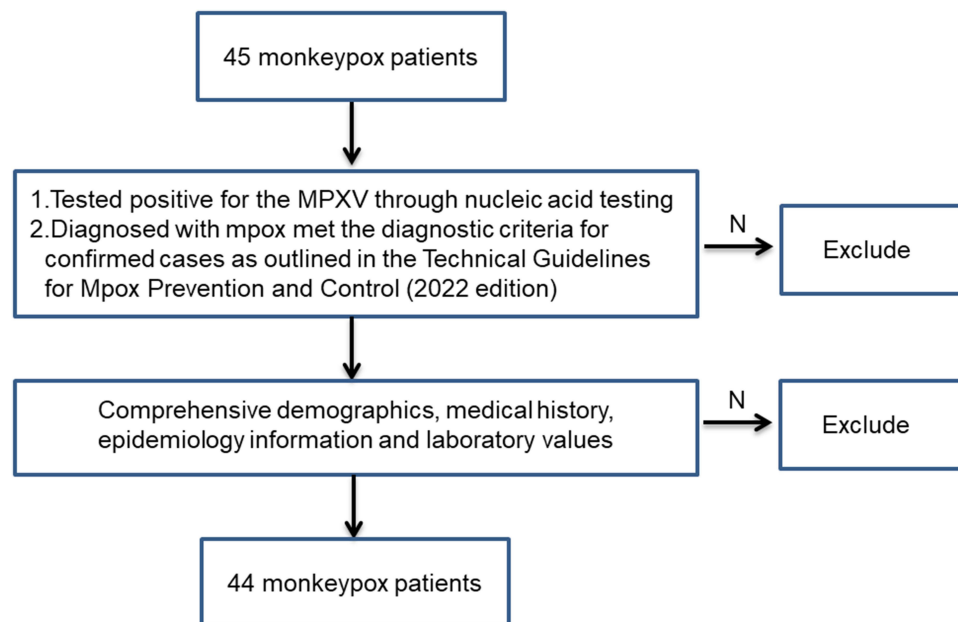 45 monkeypox patients
1.Tested positive for the MPXV through nucleic acid testing
2.Diagnosed with mpox met the diagnostic criteria for
confirmed cases as outlined in the Technical Guidelines
for Mpox Prevention and Control (2022 edition)
N
Exclude
Comprehensive demographics, medical history,
epidemiology information and laboratory values
N
Exclude
44 monkeypox patients